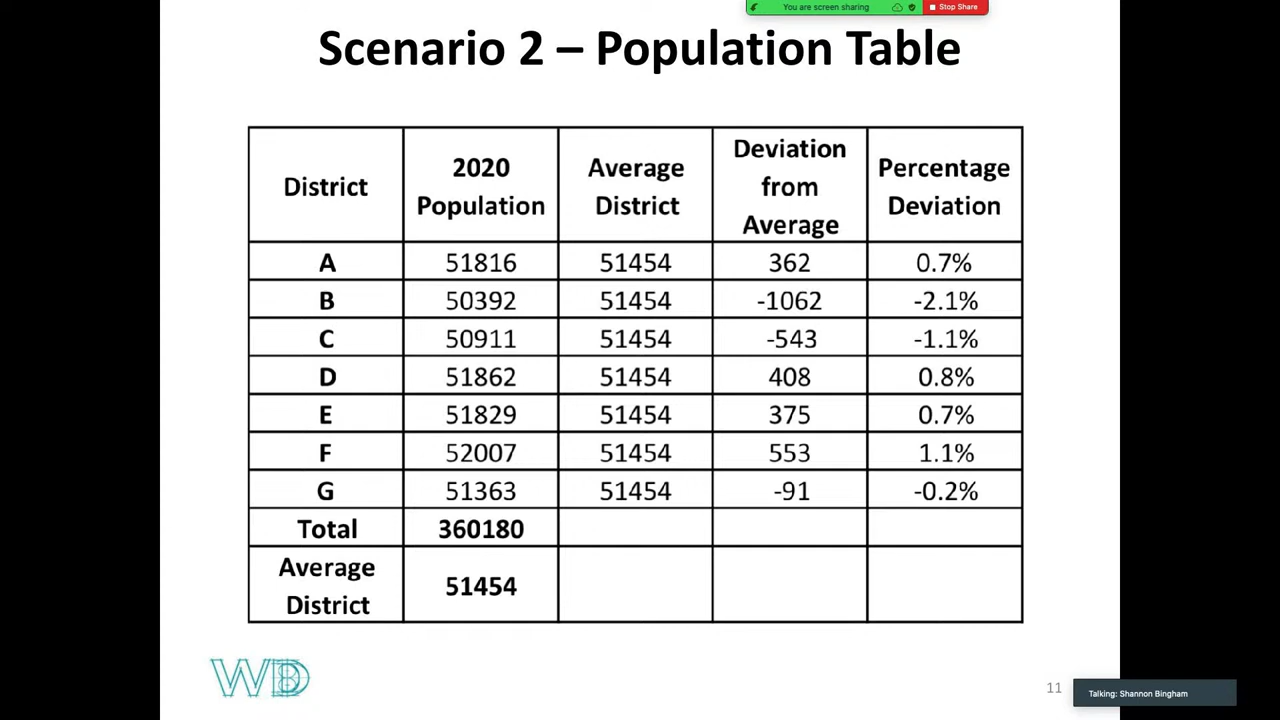 You are screen sharing
Stop Share
Scenario 2 – Population Table
District 2020 Population Average District Deviation from Average Percentage Deviation
A 51816 51454 362 0.7%
B 50392 51454 -1062 -2.1%
C 50911 51454 -543 -1.1%
D 51862 51454 408 0.8%
E 51829 51454 375 0.7%
F 52007 51454 553 1.1%
G 51363 51454 -91 -0.2%
Total 360180
Average District 51454
11
Talking: Shannon Bingham